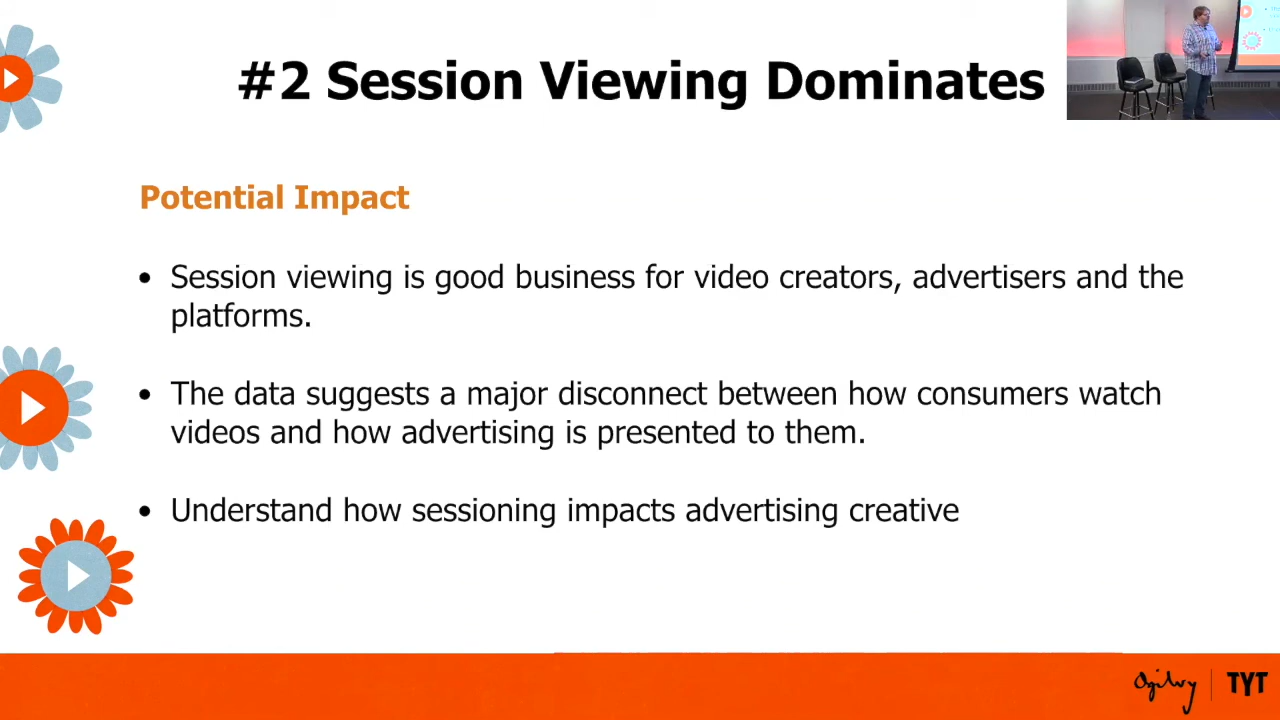 #2 Session Viewing Dominates
Potential Impact
• Session viewing is good business for video creators, advertisers and the
platforms.
• The data suggests a major disconnect between how consumers watch
videos and how advertising is presented to them.
• Understand how sessioning impacts advertising creative
Ogilvy TYT